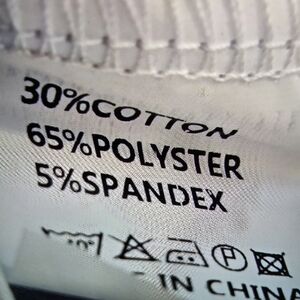 30%COTTON
65%POLYSTER
5%SPANDEX
P
IN CHINA